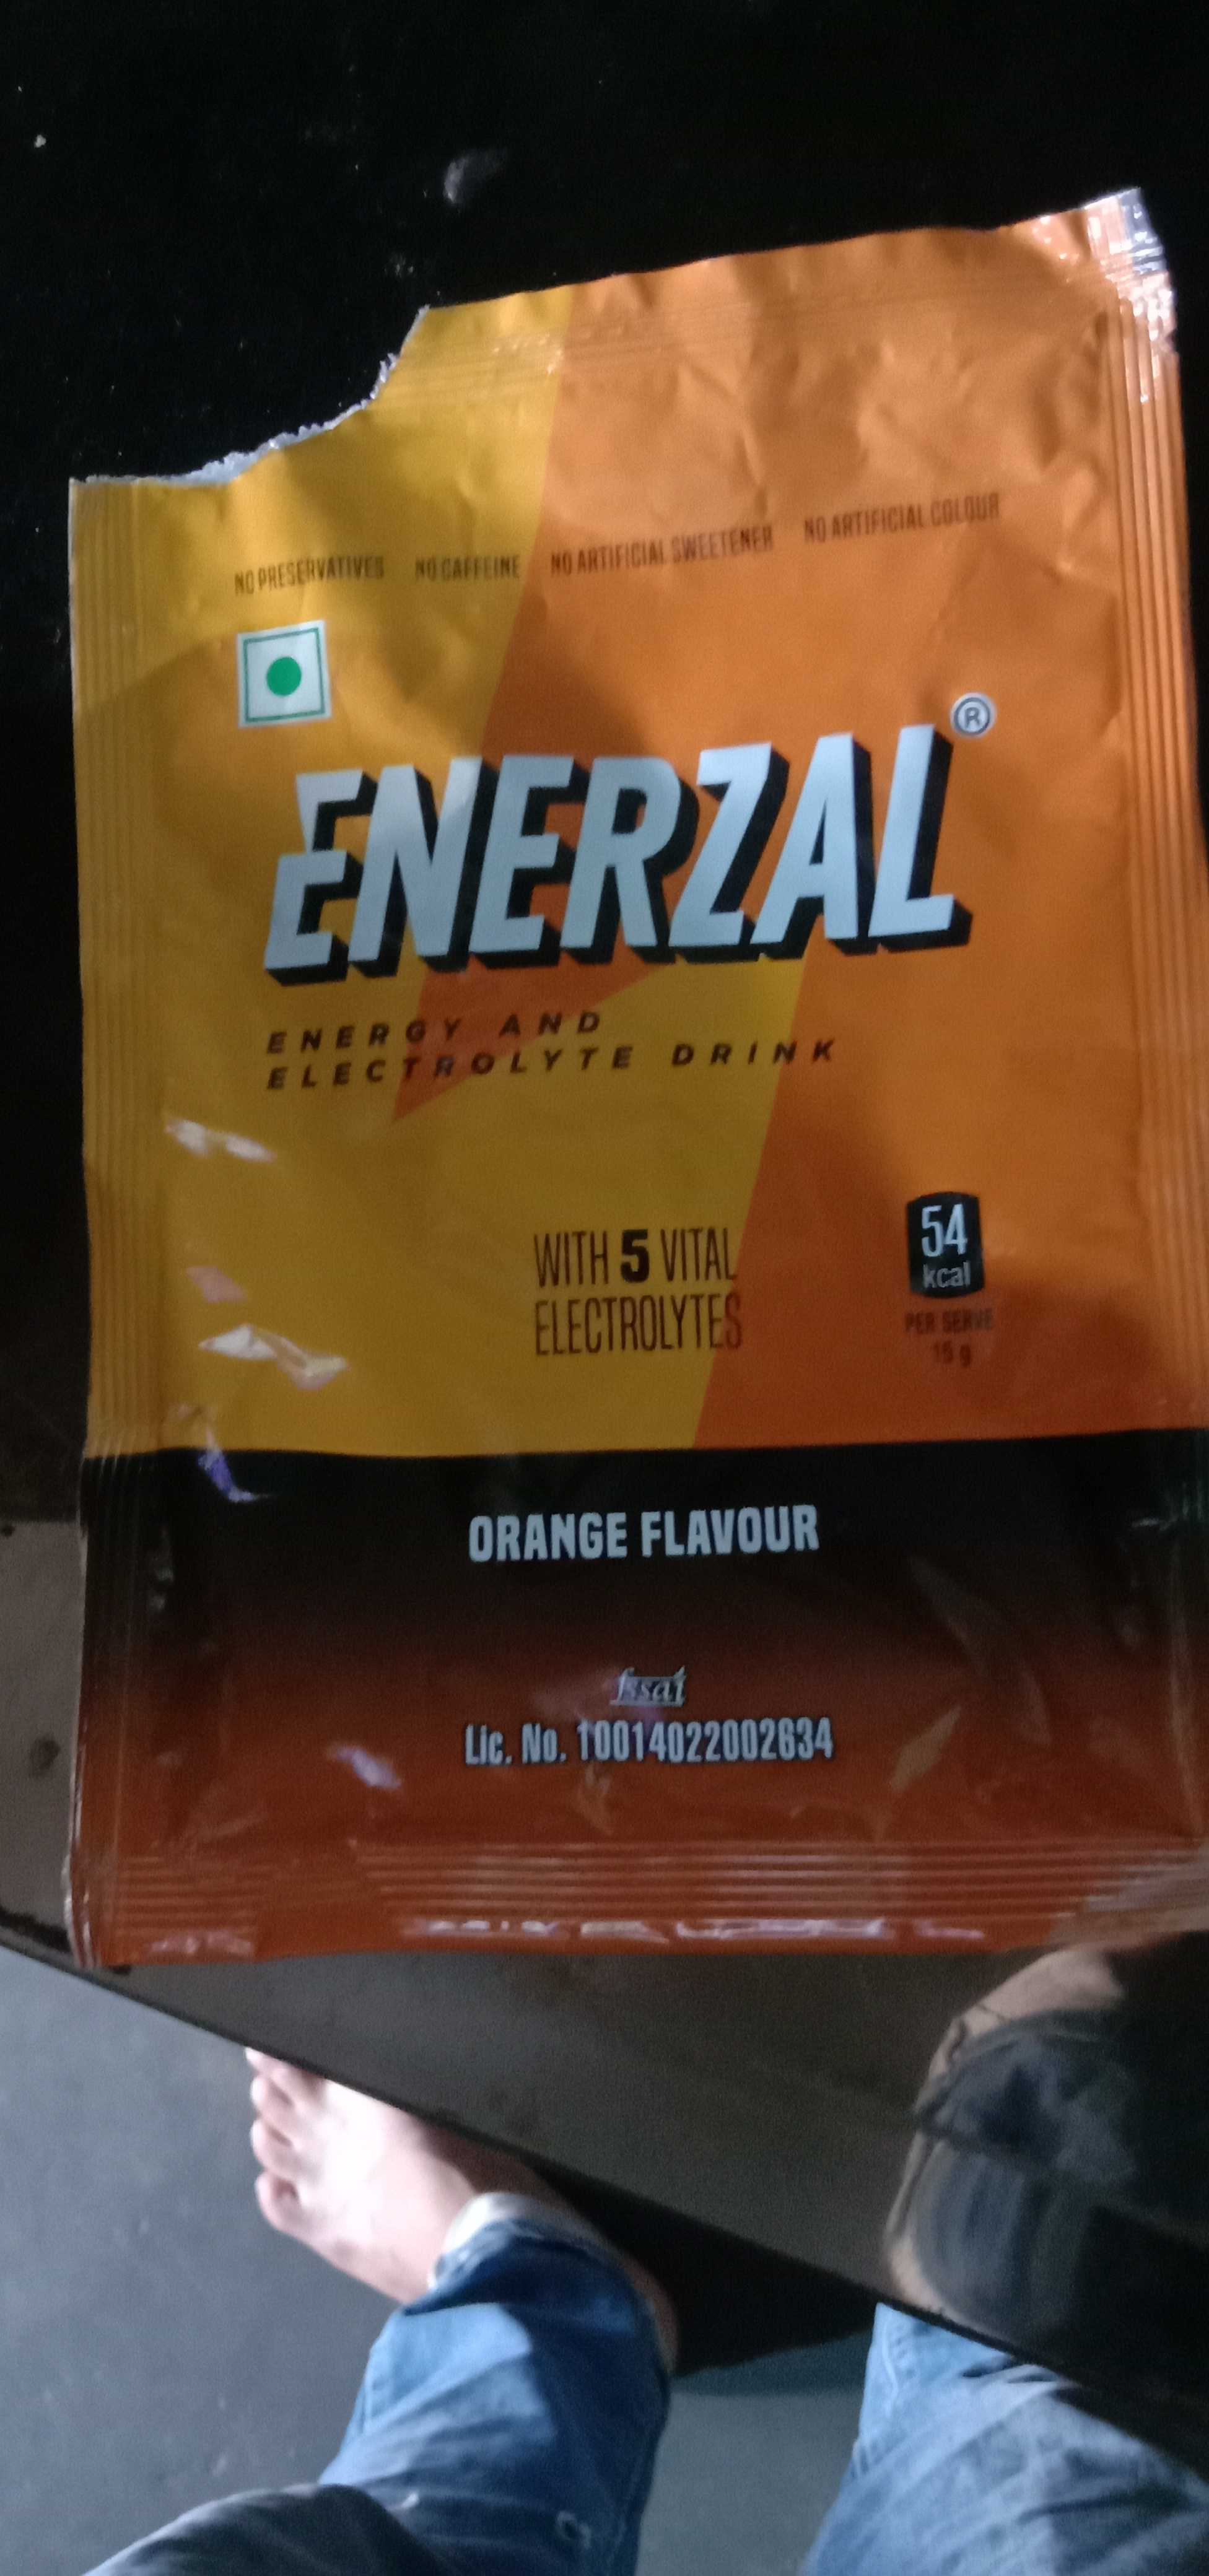 NO PRESERVATIVES NO CAFFEINE NO ARTIFICIAL SWEETENER NO ARTIFICIAL COLOUR
ENERZAL®
ENERGY AND
ELECTROLYTE DRINK
WITH 5 VITAL
ELECTROLYTES
54
kcal
PER SERVE
15 g
ORANGE FLAVOUR
fssai
Lic. No. 10014022002634